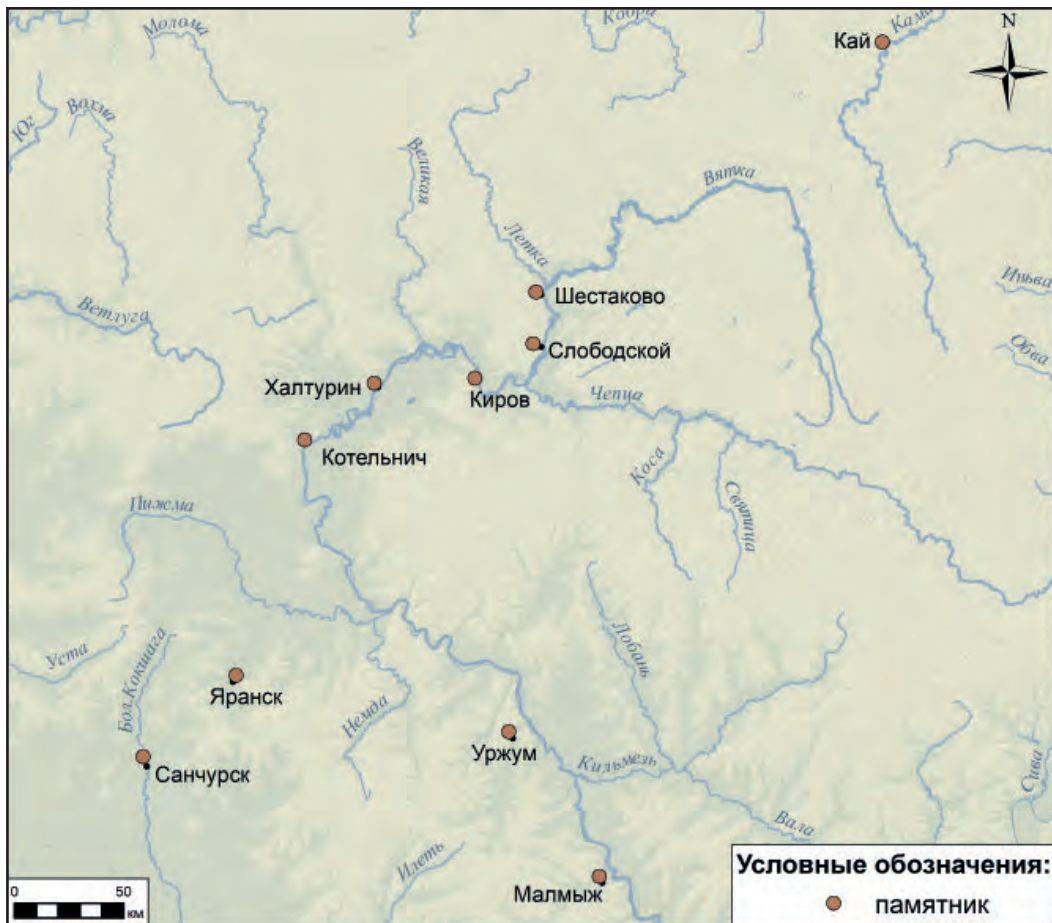 Молома
Кобра
Кама
Кай
N
Юг
Вохма
Великая
Вятка
Летка
Шестаково
Иньва
Ветлуга
Слободской
Обва
Халтурин
Киров
Чепца
Котельнич
Коса
Святица
Пижма
Уста
Бол.Кокшага
Лобань
Яранск
Немда
Уржум
Кильмезь
Санчурск
Сива
Вала
Илеть
Малмыж
Условные обозначения:
памятник
0 50
км